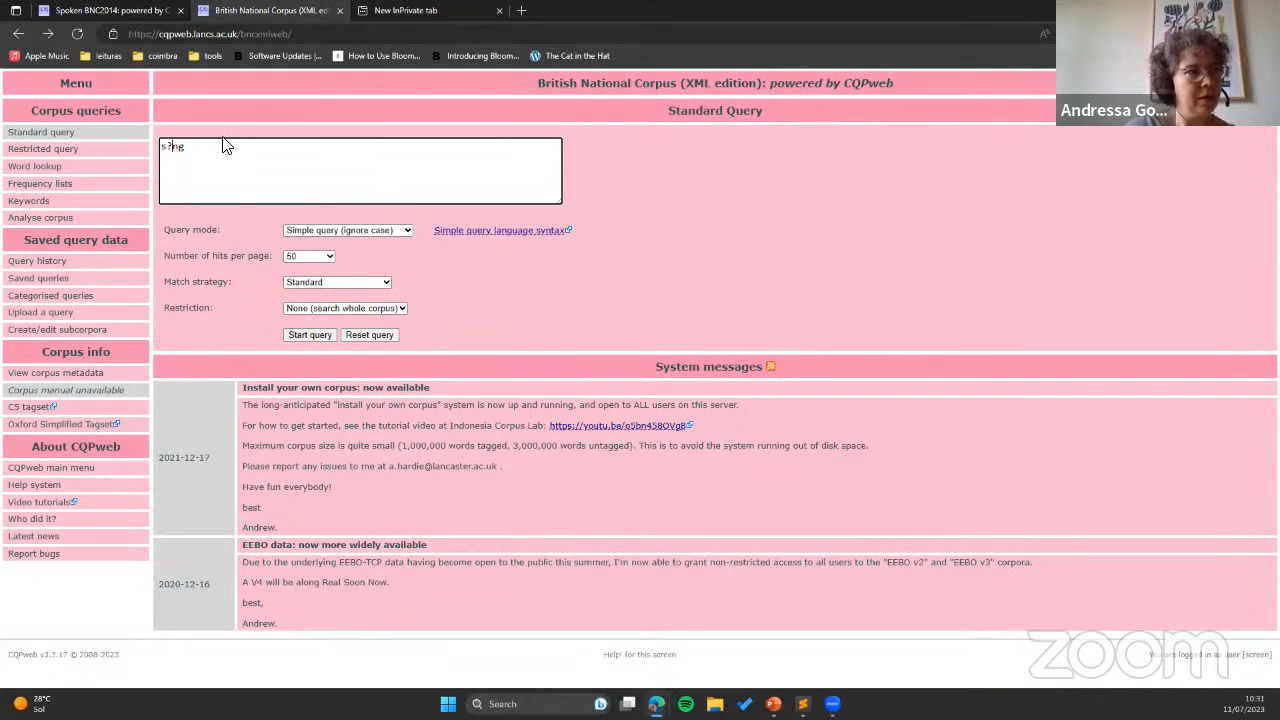 Spoken BNC2014: powered by CQP
British National Corpus (XML edi
New InPrivate tab
https://cqpweb.lancs.ac.uk/bncxmlweb/
Apple Music
leituras
coimbra
tools
Software Updates |...
How to Use Bloom...
Introducing Bloom...
The Cat in the Hat
Menu
Corpus queries
Standard query
Restricted query
Word lookup
Frequency lists
Keywords
Analyse corpus
Saved query data
Query history
Saved queries
Categorised queries
Upload a query
Create/edit subcorpora
Corpus info
View corpus metadata
Corpus manual unavailable
C5 tagset
Oxford Simplified Tagset
About CQPweb
CQPweb main menu
Help system
Video tutorials
Who did it?
Latest news
Report bugs
British National Corpus (XML edition): powered by CQPweb
Standard Query
s?ng
Query mode: Simple query (ignore case) Simple query language syntax
Number of hits per page: 50
Match strategy: Standard
Restriction: None (search whole corpus)
Start query Reset query
System messages
Install your own corpus: now available
2021-12-17
The long-anticipated "install your own corpus" system is now up and running, and open to ALL users on this server.
For how to get started, see the tutorial video at Indonesia Corpus Lab: https://youtu.be/o5bn458OVg8
Maximum corpus size is quite small (1,000,000 words tagged, 3,000,000 words untagged). This is to avoid the system running out of disk space.
Please report any issues to me at a.hardie@lancaster.ac.uk .
Have fun everybody!
best
Andrew.
EEBO data: now more widely available
2020-12-16
Due to the underlying EEBO-TCP data having become open to the public this summer, I'm now able to grant non-restricted access to all users to the "EEBO v2" and "EEBO v3" corpora.
A V4 will be along Real Soon Now.
best,
Andrew.
CQPweb v3.3.17 © 2008-2023
Help! for this screen
You are logged in as user [screen]
Andressa Go...
zoom
28°C
Sol
Search
10:31
11/07/2023